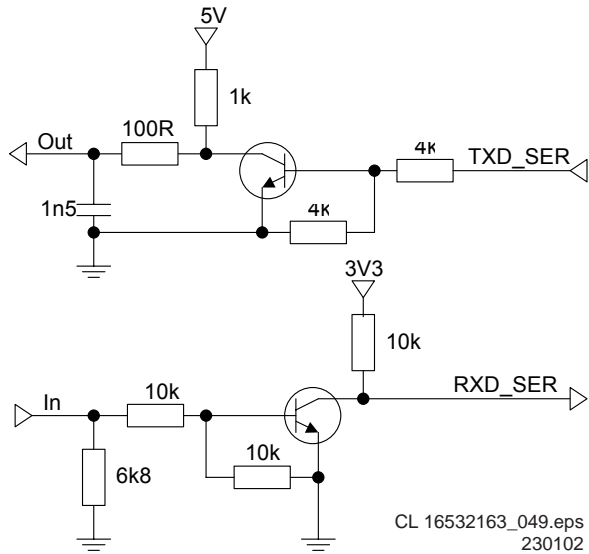 5V
1k
100R
Out
4k
TXD_SER
1n5
4k
3V3
10k
RXD_SER
In
10k
10k
6k8
CL 16532163_049.eps
230102